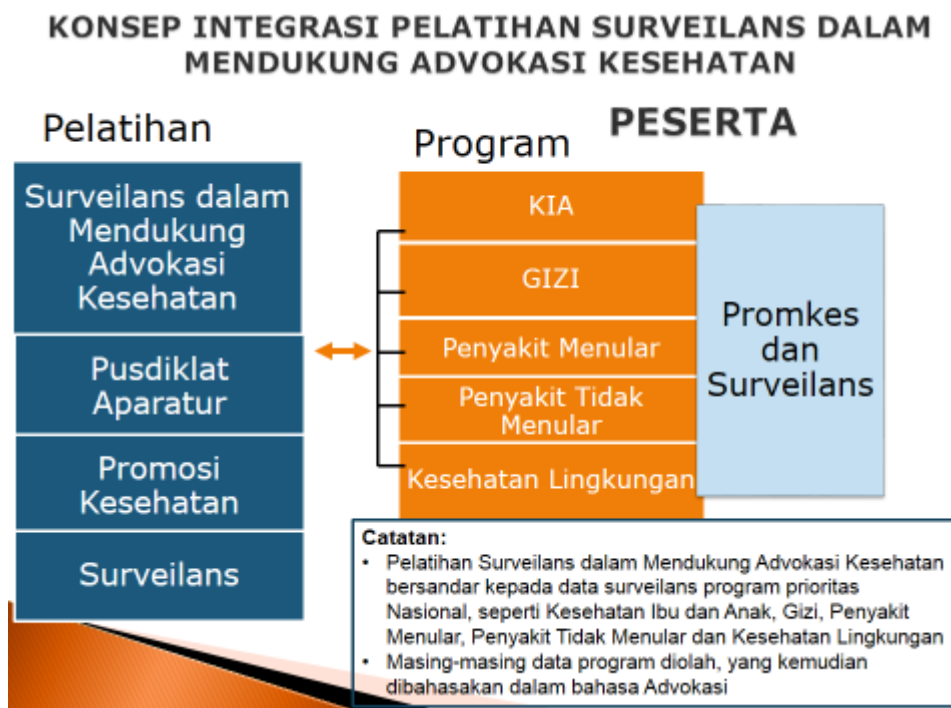 KONSEP INTEGRASI PELATIHAN SURVEILANS DALAM
MENDUKUNG ADVOKASI KESEHATAN
PESERTA
Pelatihan
Program
Surveilans dalam
Mendukung
Advokasi
Kesehatan
Pusdiklat
Aparatur
Promosi
Kesehatan
Surveilans
KIA
GIZI
Penyakit Menular
Penyakit Tidak
Menular
Kesehatan Lingkungan
Promkes
dan
Surveilans
Catatan:
• Pelatihan Surveilans dalam Mendukung Advokasi Kesehatan
bersandar kepada data surveilans program prioritas
Nasional, seperti Kesehatan Ibu dan Anak, Gizi, Penyakit
Menular, Penyakit Tidak Menular dan Kesehatan Lingkungan
• Masing-masing data program diolah, yang kemudian
dibahasakan dalam bahasa Advokasi